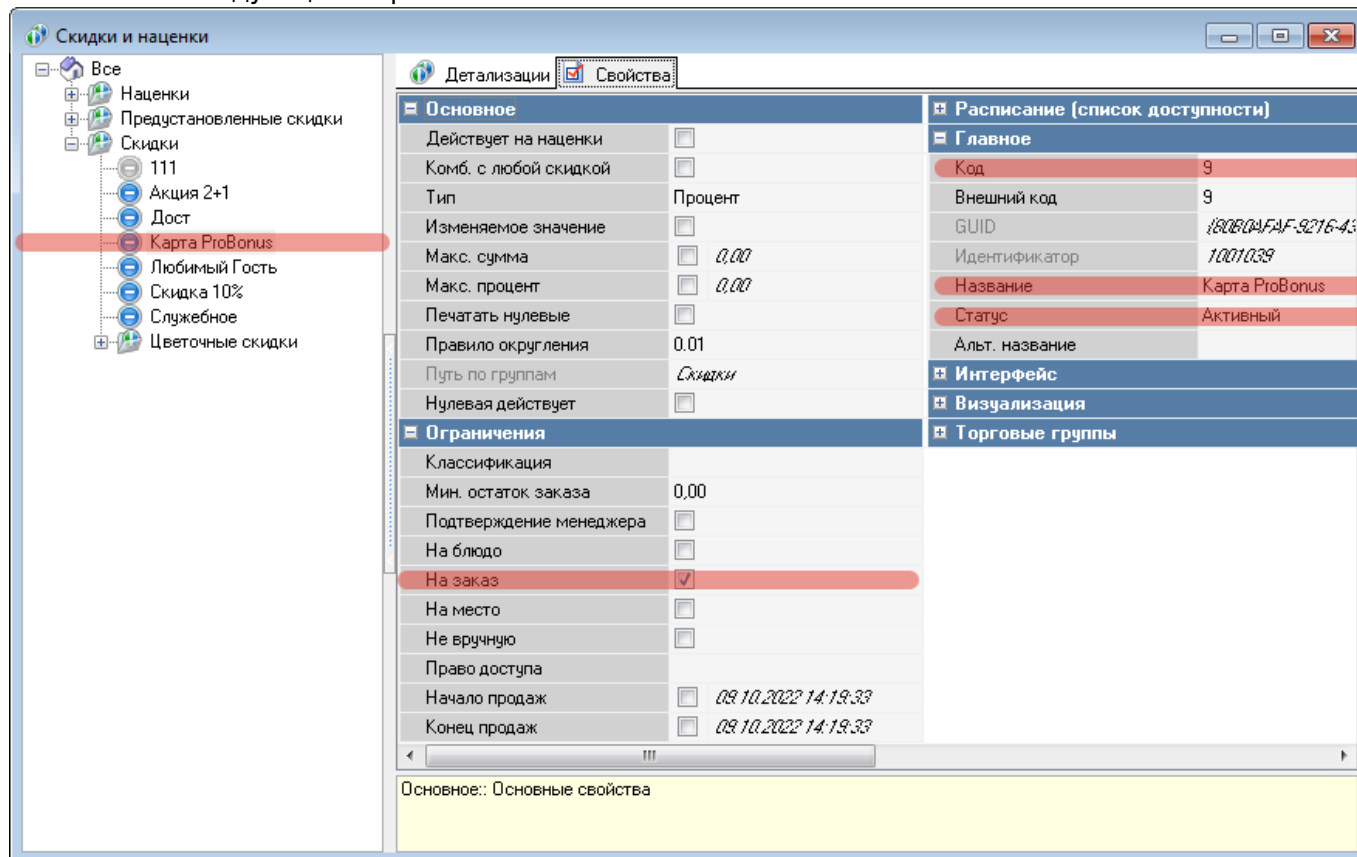 Скидки и наценки
Все
Наценки
Предустановленные скидки
Скидки
111
Акция 2+1
Дост
Карта ProBonus
Любимый Гость
Скидка 10%
Служебное
Цветочные скидки
Детализации Свойства
Основное
Действует на наценки
Комб. с любой скидкой
Тип Процент
Изменяемое значение
Макс. сумма 0,00
Макс. процент 0,00
Печатать нулевые
Правило округления 0.01
Путь по группам Скидки
Нулевая действует
Ограничения
Классификация
Мин. остаток заказа 0,00
Подтверждение менеджера
На блюдо
На заказ
На место
Не вручную
Право доступа
Начало продаж 09.10.2022 14:19:33
Конец продаж 09.10.2022 14:19:33
Расписание (список доступности)
Главное
Код 9
Внешний код 9
GUID {80B0AFAF-9216-43
Идентификатор 1001039
Название Карта ProBonus
Статус Активный
Альт. название
Интерфейс
Визуализация
Торговые группы
Основное:: Основные свойства